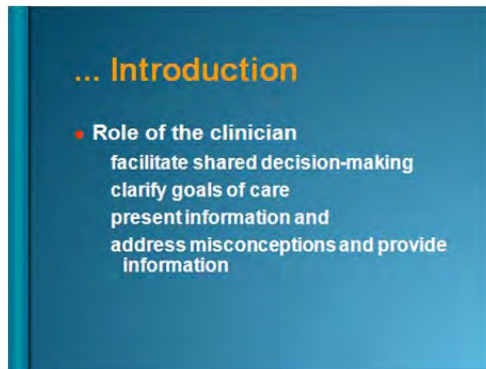 ... Introduction
Role of the clinician
facilitate shared decision-making
clarify goals of care
present information and
address misconceptions and provide
information